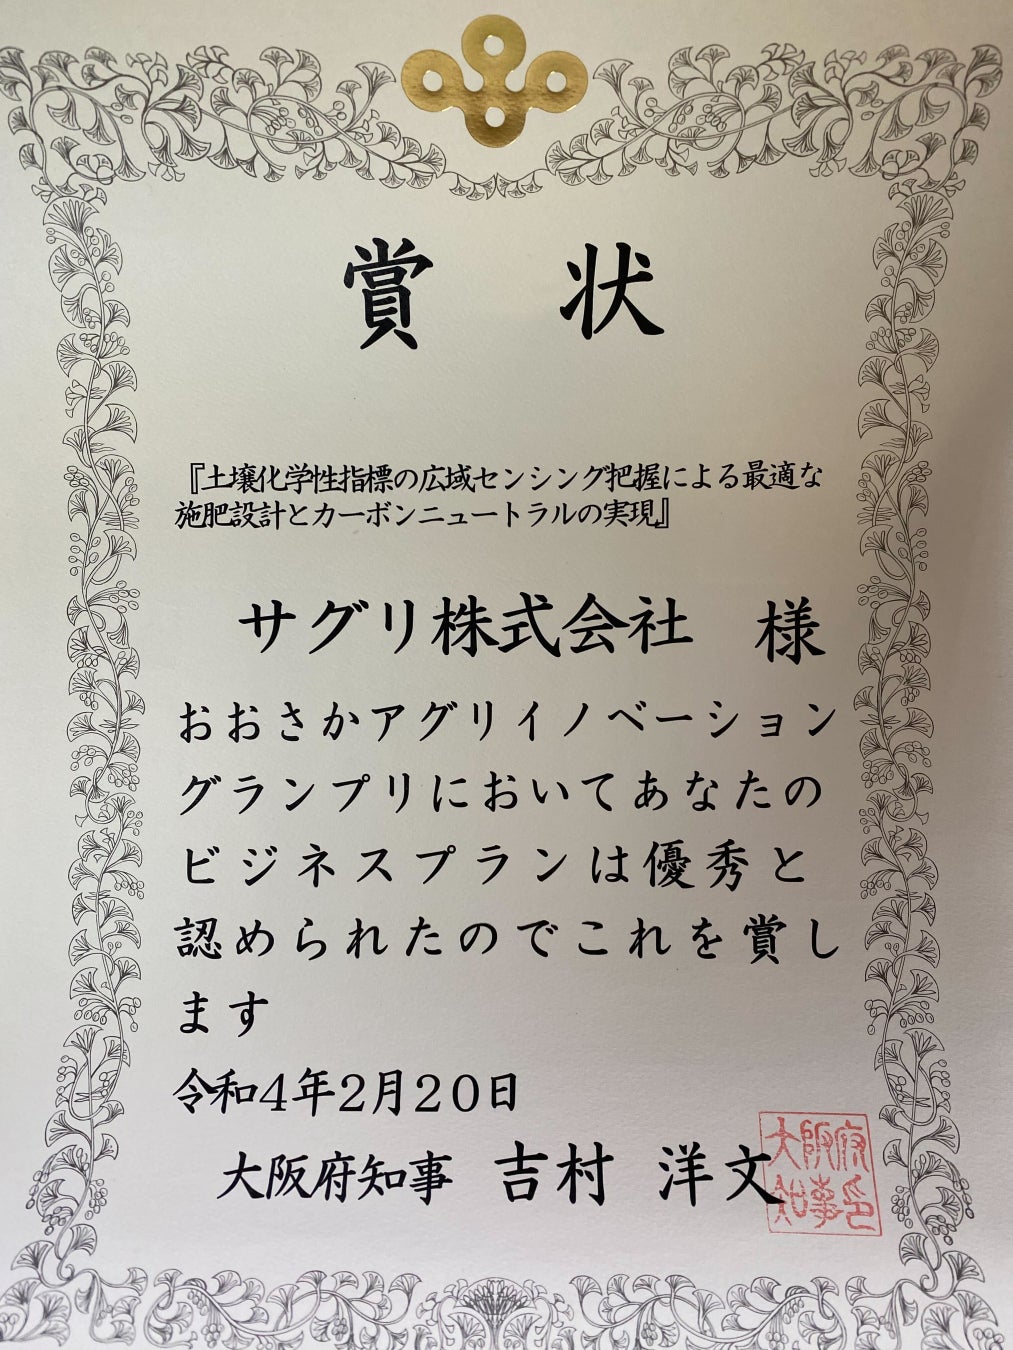 賞状
『土壌化学性指標の広域センシング把握による最適な
施肥設計とカーボンニュートラルの実現』
サグリ株式会社 様
おおさかアグリイノベーション
グランプリにおいてあなたの
ビジネスプランは優秀と
認められたのでこれを賞し
ます
令和4年2月20日
大阪府知事 吉村 洋文
大阪府
知事印